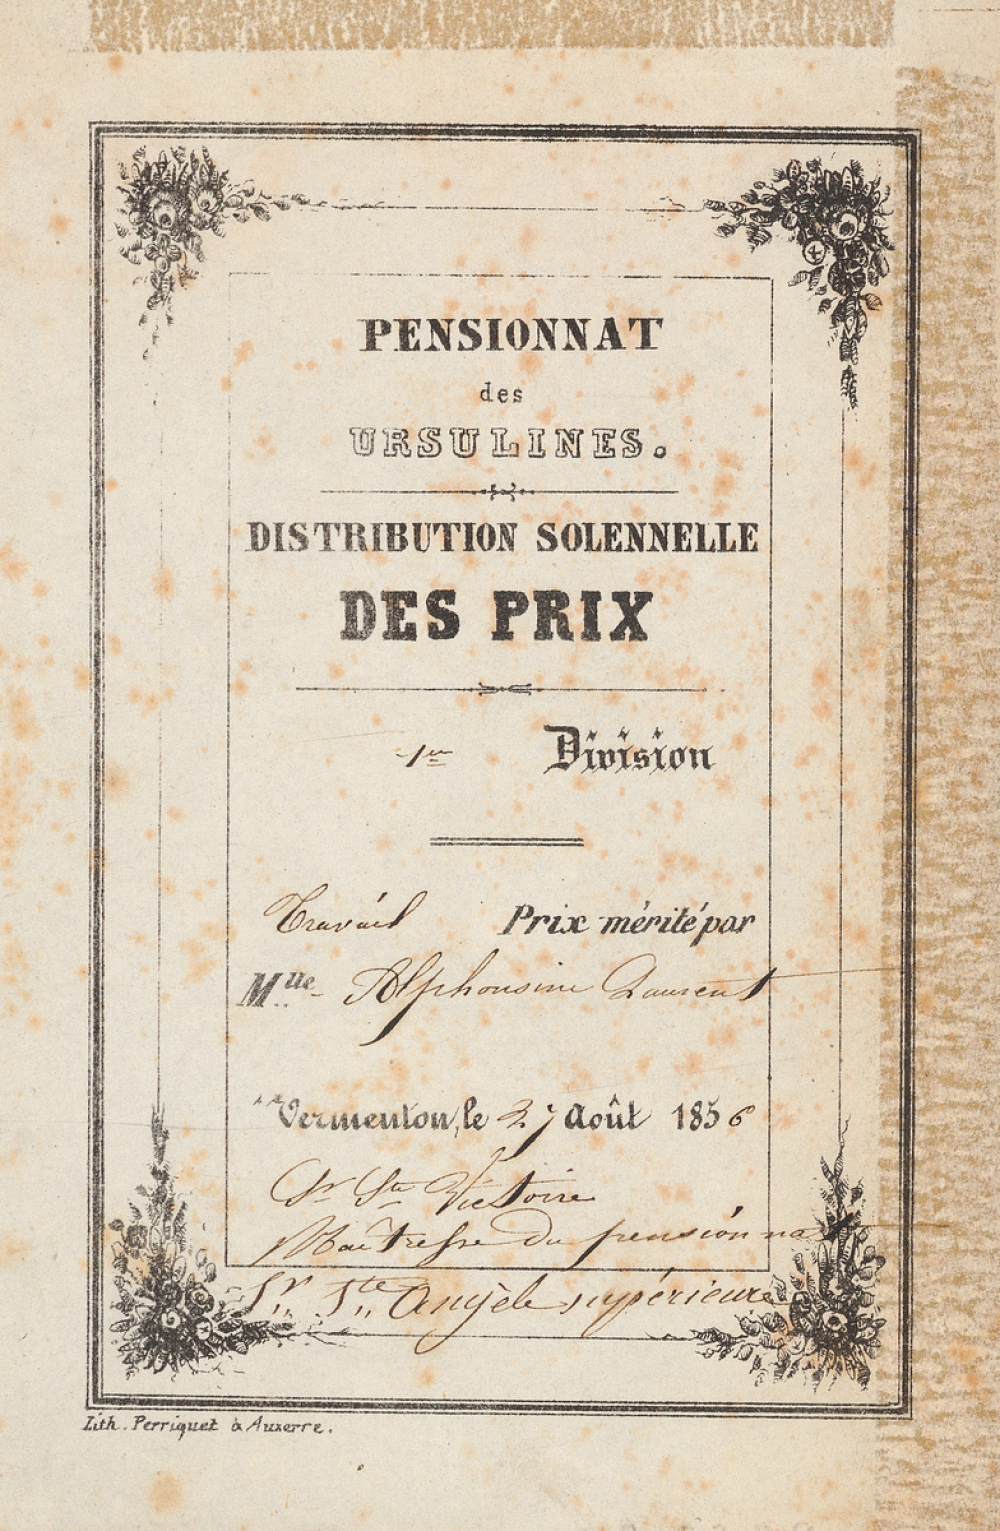 PENSIONNAT
des
URSULINES.
DISTRIBUTION SOLENNELLE
DES PRIX
1re Division
Travail Prix mérité par
Mlle Alphonsine Laurent
Vermenton, le 27 Août 1856
Sr Ste Victoire
Maîtresse du pensionnat
Sr Ste Angèle supérieure
Lith. Perriquet à Auxerre.